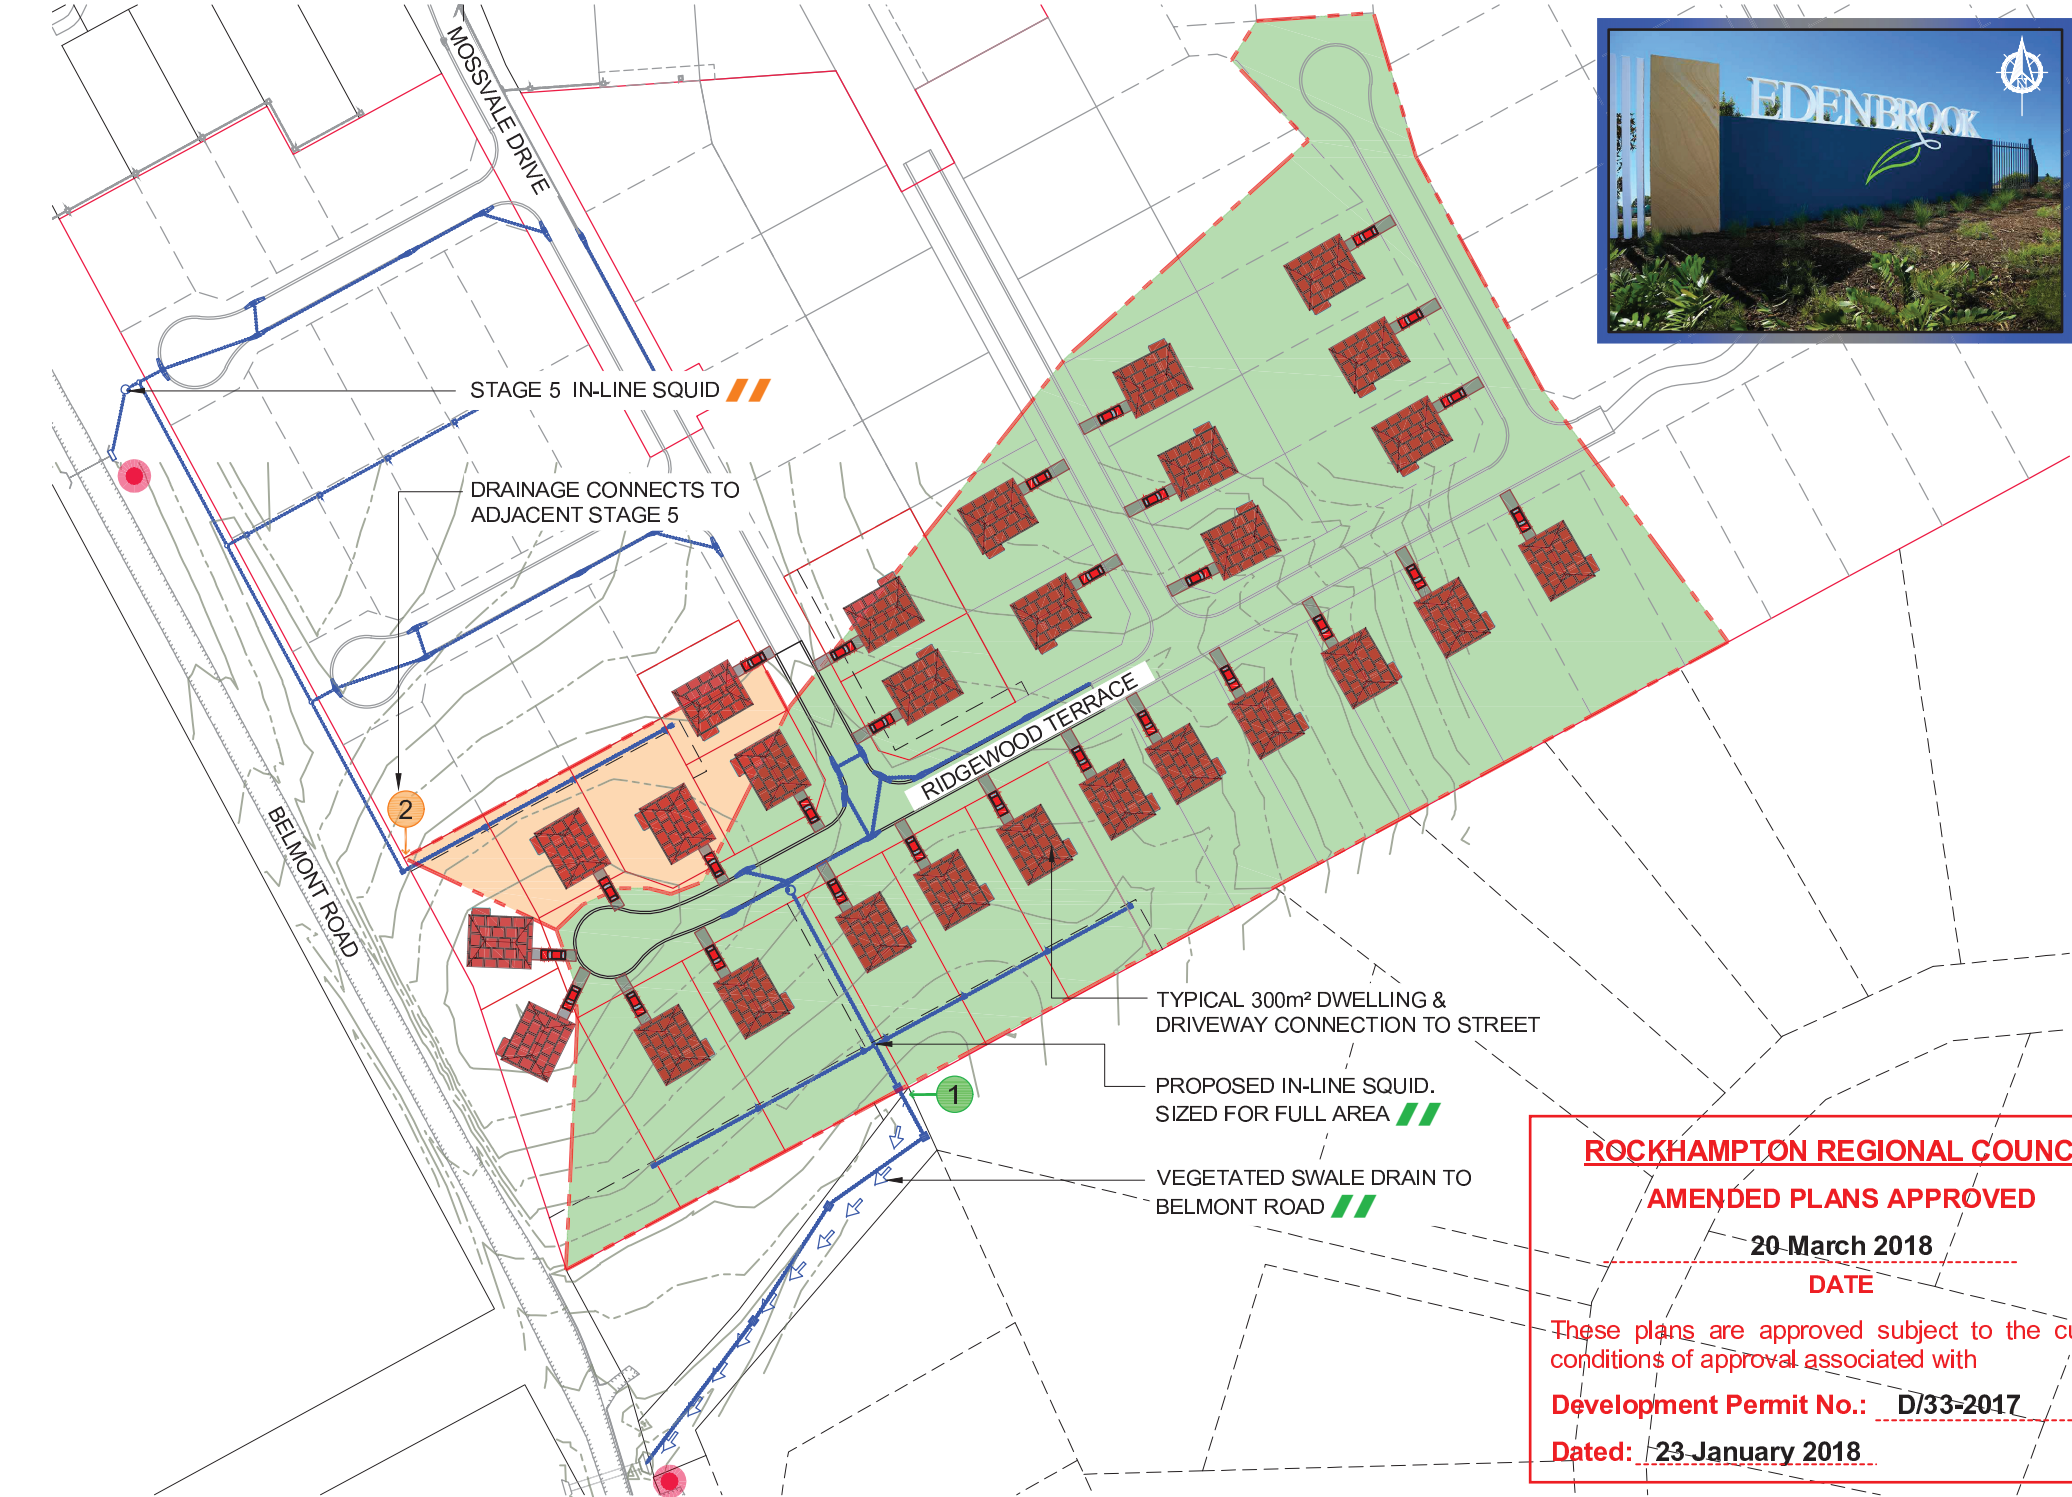 MOSSVALE DRIVE
EDENBROOK
N
STAGE 5 IN-LINE SQUID
DRAINAGE CONNECTS TO
ADJACENT STAGE 5
2
BELMONT ROAD
RIDGEWOOD TERRACE
TYPICAL 300m² DWELLING &
DRIVEWAY CONNECTION TO STREET
PROPOSED IN-LINE SQUID.
SIZED FOR FULL AREA
1
VEGETATED SWALE DRAIN TO
BELMONT ROAD
ROCKHAMPTON REGIONAL COUNC
AMENDED PLANS APPROVED
20 March 2018
DATE
These plans are approved subject to the cu
conditions of approval associated with
Development Permit No.: D/33-2017
Dated: 23 January 2018